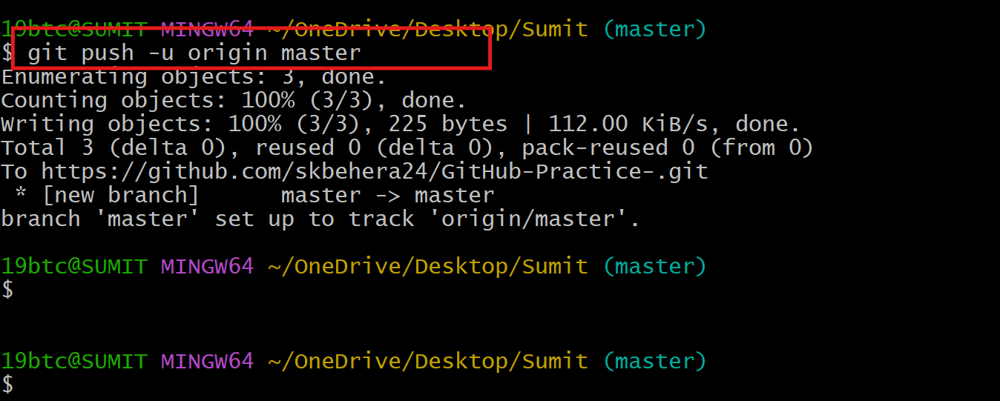 19btc@SUMIT MINGW64 ~/OneDrive/Desktop/Sumit (master)
$ git push -u origin master
Enumerating objects: 3, done.
Counting objects: 100% (3/3), done.
Writing objects: 100% (3/3), 225 bytes | 112.00 KiB/s, done.
Total 3 (delta 0), reused 0 (delta 0), pack-reused 0 (from 0)
To https://github.com/skbehera24/GitHub-Practice-.git
 * [new branch]      master -> master
branch 'master' set up to track 'origin/master'.
19btc@SUMIT MINGW64 ~/OneDrive/Desktop/Sumit (master)
$
19btc@SUMIT MINGW64 ~/OneDrive/Desktop/Sumit (master)
$